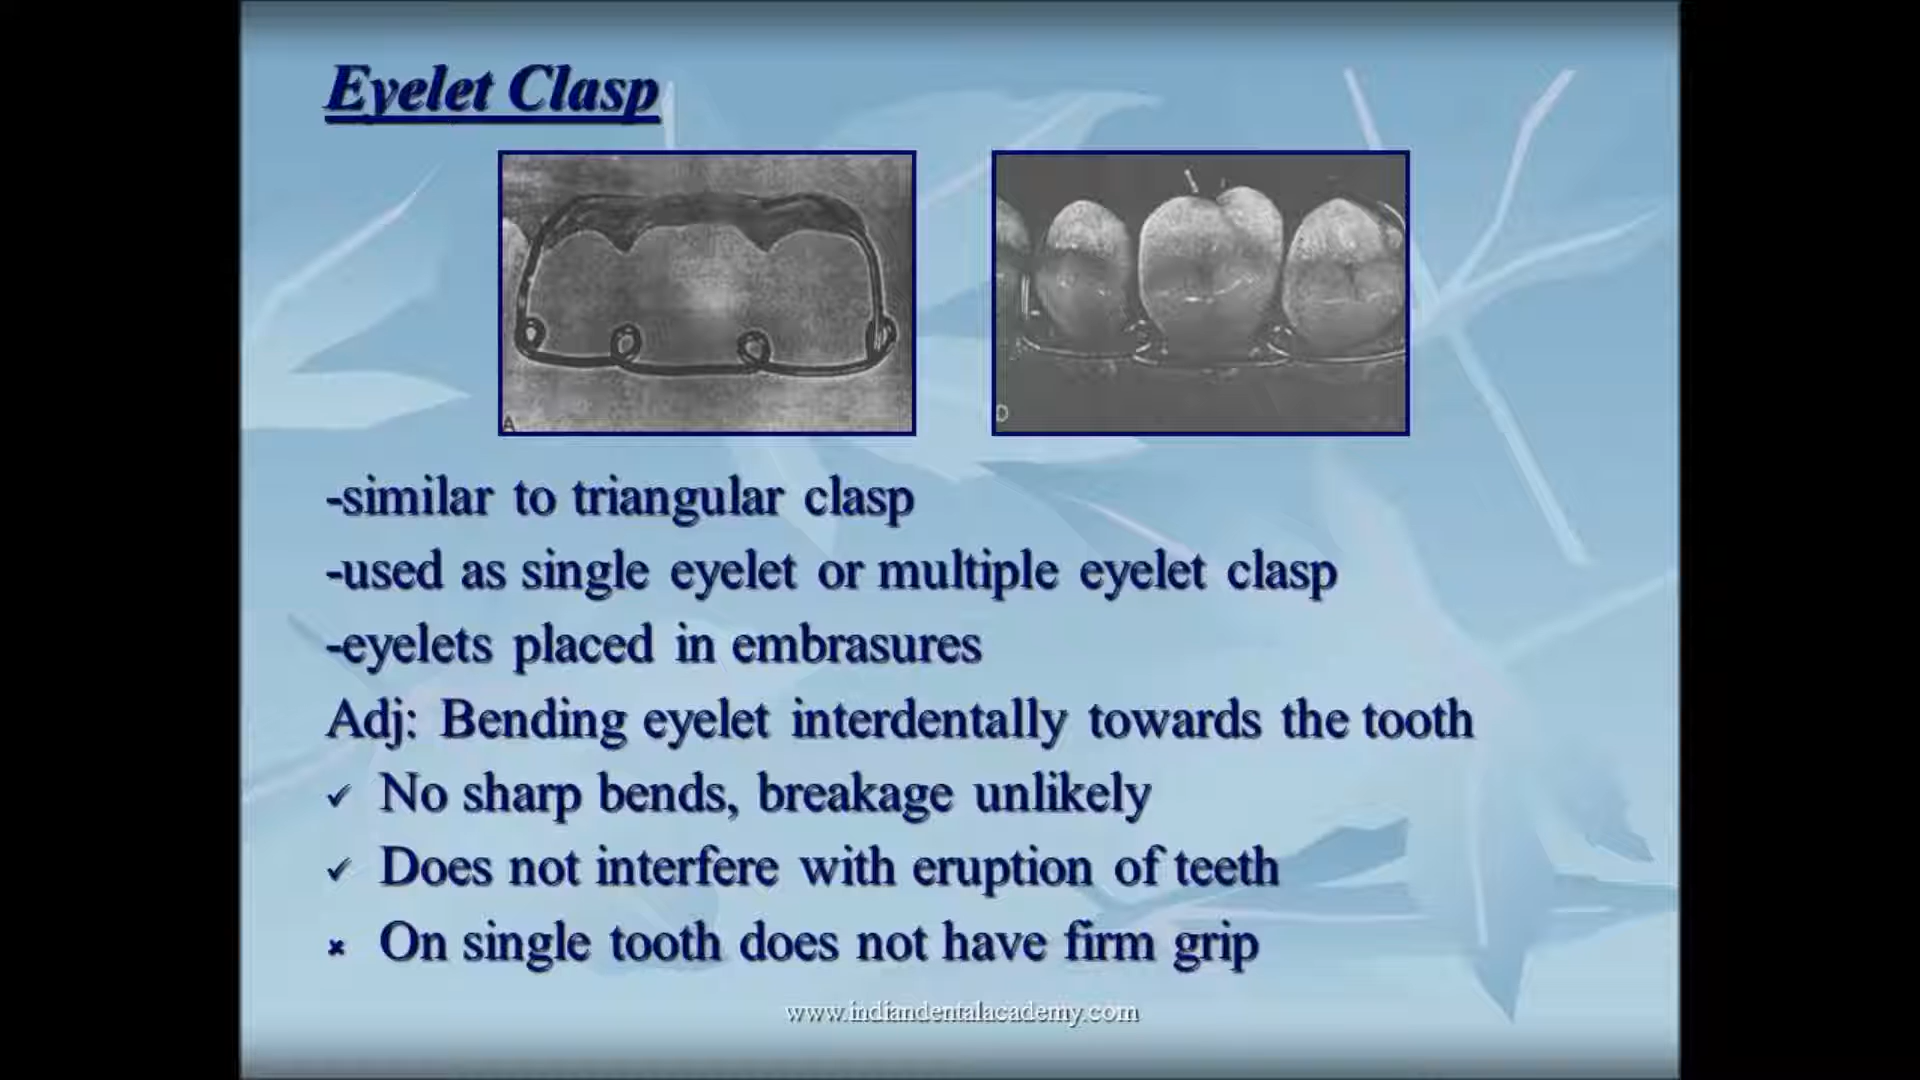 Eyelet Clasp
A
D
-similar to triangular clasp
-used as single eyelet or multiple eyelet clasp
-eyelets placed in embrasures
Adj: Bending eyelet interdentally towards the tooth
✓ No sharp bends, breakage unlikely
✓ Does not interfere with eruption of teeth
× On single tooth does not have firm grip
www.indiandentalacademy.com